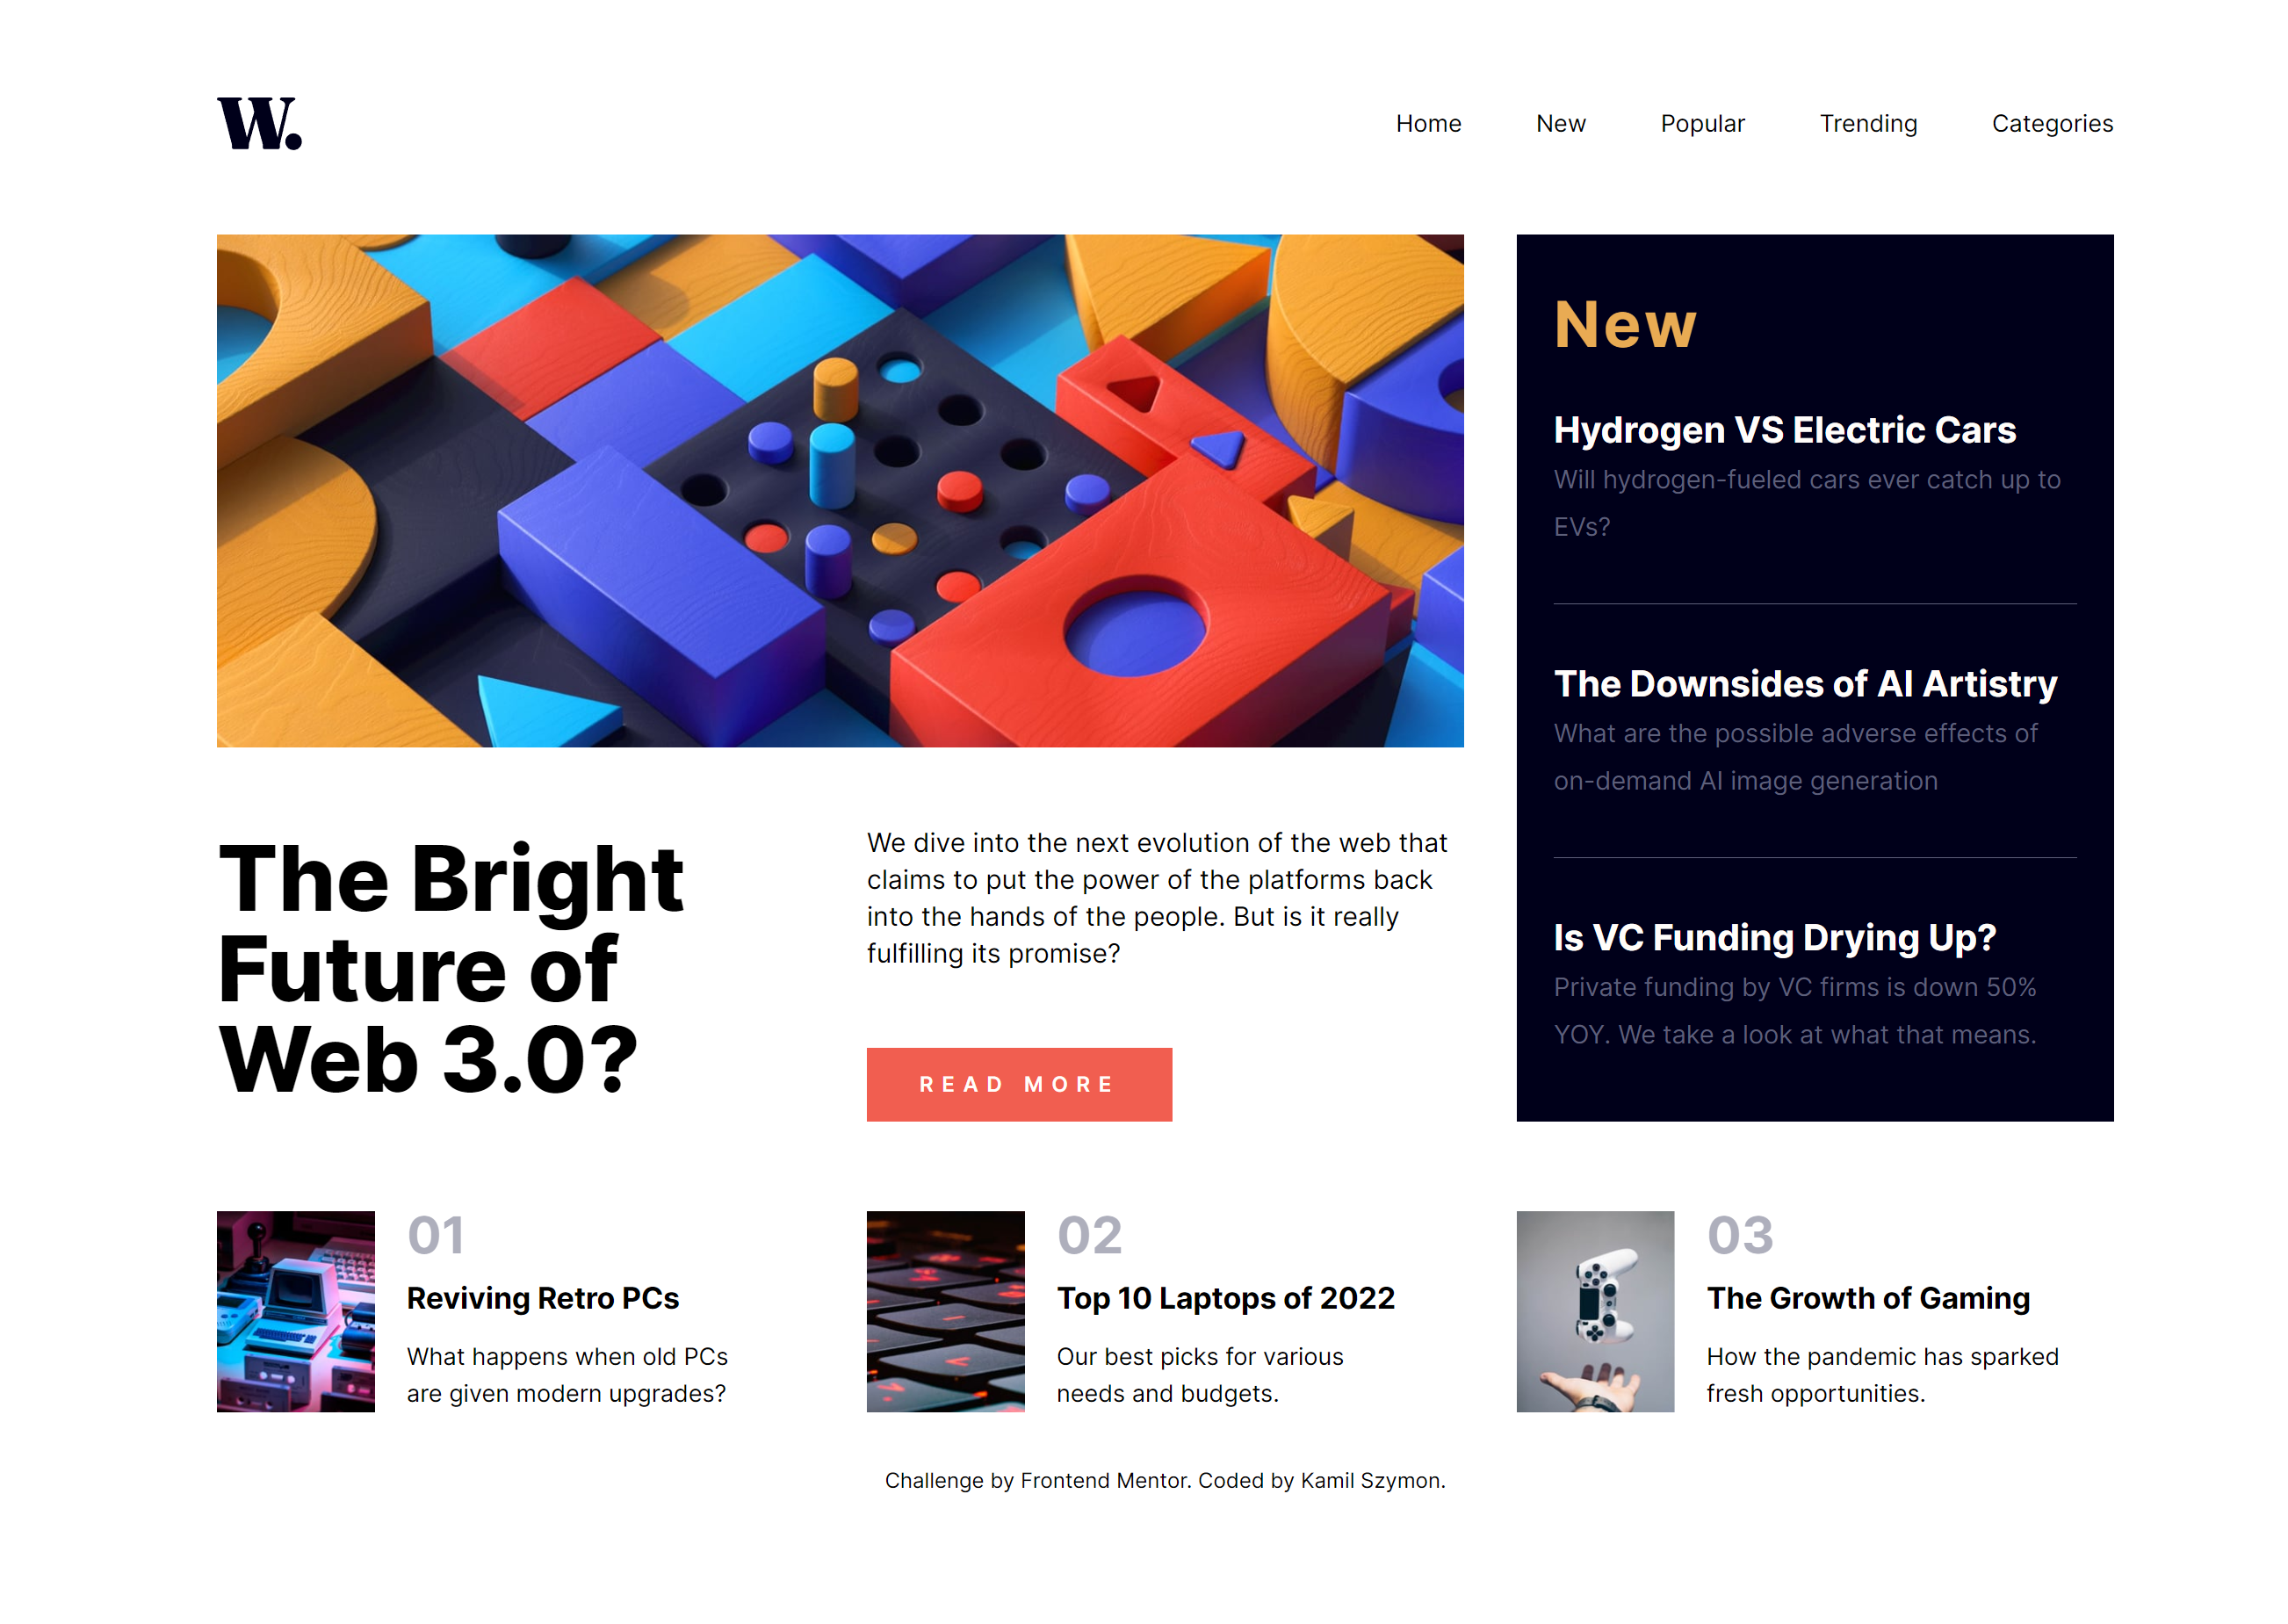 W.
Home New Popular Trending Categories
New
Hydrogen VS Electric Cars
Will hydrogen-fueled cars ever catch up to
EVs?
The Downsides of AI Artistry
What are the possible adverse effects of
on-demand AI image generation
Is VC Funding Drying Up?
Private funding by VC firms is down 50%
YOY. We take a look at what that means.
The Bright
Future of
Web 3.0?
We dive into the next evolution of the web that
claims to put the power of the platforms back
into the hands of the people. But is it really
fulfilling its promise?
READ MORE
01
Reviving Retro PCs
What happens when old PCs
are given modern upgrades?
02
Top 10 Laptops of 2022
Our best picks for various
needs and budgets.
03
The Growth of Gaming
How the pandemic has sparked
fresh opportunities.
Challenge by Frontend Mentor. Coded by Kamil Szymon.